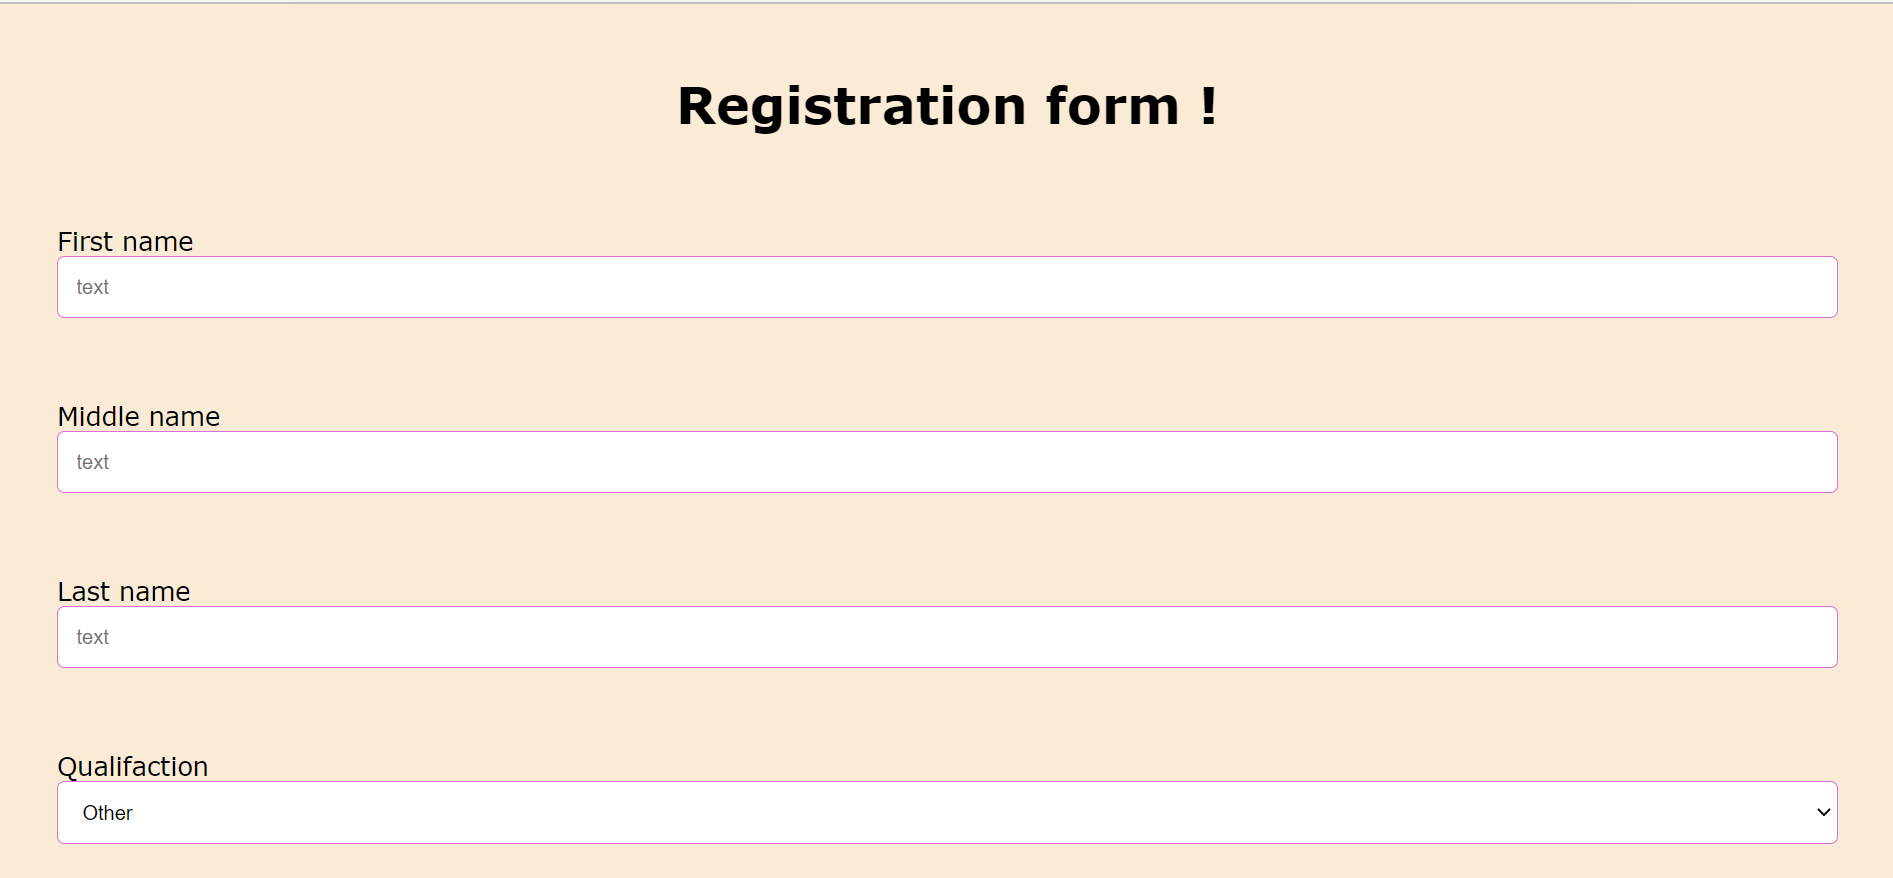 Registration form !
First name
text
Middle name
text
Last name
text
Qualifaction
Other